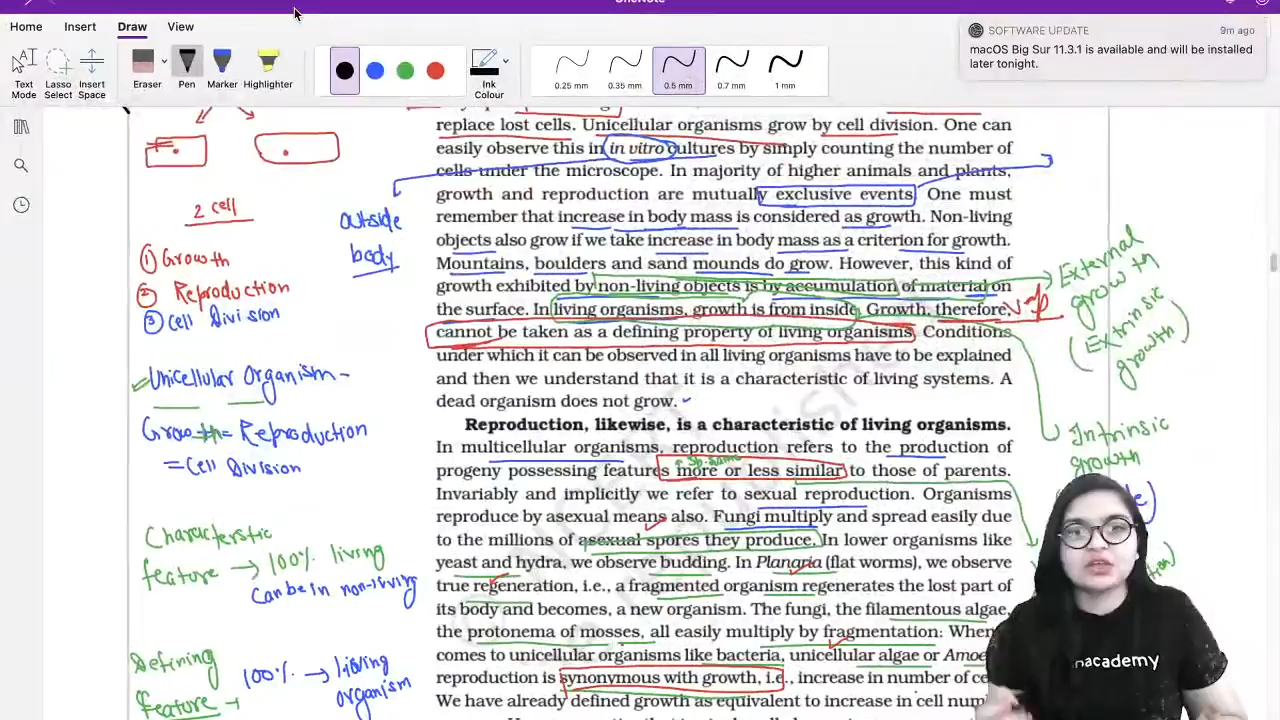 OneNote
Home Insert Draw View
SOFTWARE UPDATE 9m ago
macOS Big Sur 11.3.1 is available and will be installed
later tonight.
Text Mode
Lasso Select
Insert Space
Eraser
Pen
Marker
Highlighter
Ink Colour
0.25 mm
0.35 mm
0.5 mm
0.7 mm
1 mm
replace lost cells. Unicellular organisms grow by cell division. One can
easily observe this in in vitro cultures by simply counting the number of
cells under the microscope. In majority of higher animals and plants,
growth and reproduction are mutually exclusive events. One must
remember that increase in body mass is considered as growth. Non-living
objects also grow if we take increase in body mass as a criterion for growth.
Mountains, boulders and sand mounds do grow. However, this kind of
growth exhibited by non-living objects is by accumulation of material on
the surface. In living organisms, growth is from inside. Growth, therefore,
cannot be taken as a defining property of living organisms. Conditions
under which it can be observed in all living organisms have to be explained
and then we understand that it is a characteristic of living systems. A
dead organism does not grow.
Reproduction, likewise, is a characteristic of living organisms.
In multicellular organisms, reproduction refers to the production of
progeny possessing features more or less similar to those of parents.
Invariably and implicitly we refer to sexual reproduction. Organisms
reproduce by asexual means also. Fungi multiply and spread easily due
to the millions of asexual spores they produce. In lower organisms like
yeast and hydra, we observe budding. In Planaria (flat worms), we observe
true regeneration, i.e., a fragmented organism regenerates the lost part of
its body and becomes, a new organism. The fungi, the filamentous algae,
the protonema of mosses, all easily multiply by fragmentation. When
comes to unicellular organisms like bacteria, unicellular algae or Amoe
reproduction is synonymous with growth, i.e., increase in number of ce
We have already defined growth as equivalent to increase in cell num
2 cell
① Growth
② Reproduction
③ Cell Division
Unicellular Organism-
Growth = Reproduction
= Cell Division
Characterstic
feature → 100% living
can be in non-living
Defining
feature →
100% → living
organism
outside
body
External
growth
(Extrinsic
growth)
V.imp
Intrinsic
growth
unacademy